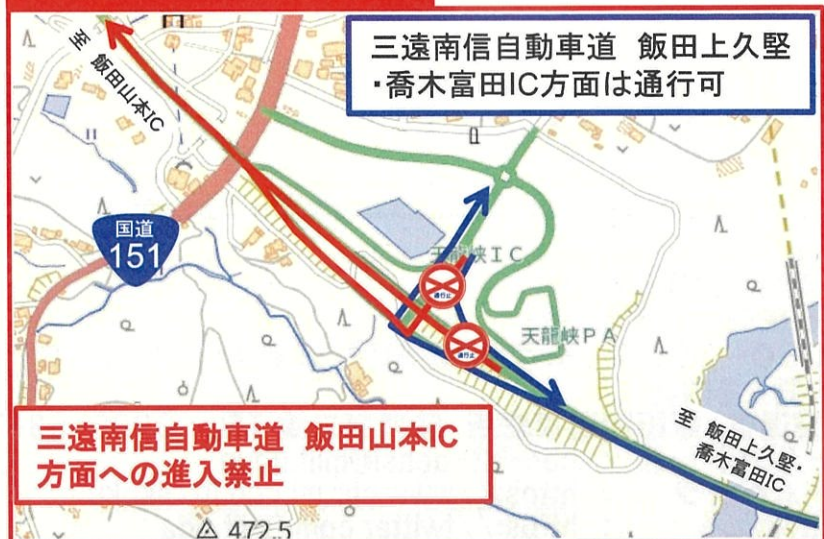 三遠南信自動車道 飯田上久堅
・喬木富田IC方面は通行可
至 飯田山本IC
国道
151
天龍峡IC
通行止
通行止
天龍峡PA
至 飯田上久堅・
喬木富田IC
三遠南信自動車道 飯田山本IC
方面への進入禁止
472.5